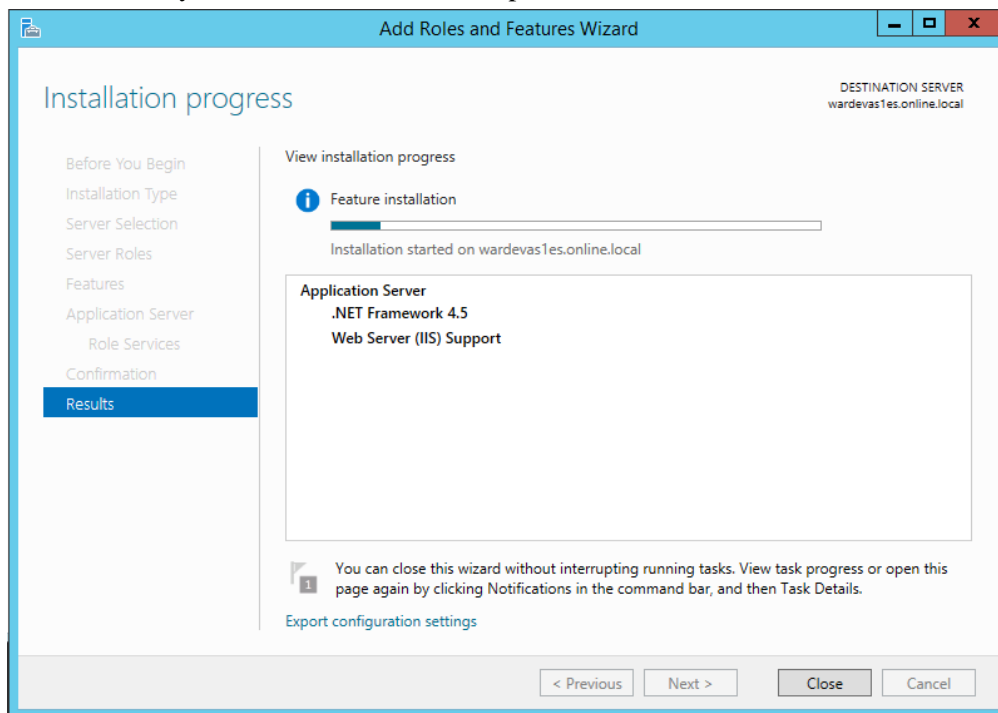 Add Roles and Features Wizard
Installation progress
DESTINATION SERVER
wardevas1es.online.local
Before You Begin
Installation Type
Server Selection
Server Roles
Features
Application Server
Role Services
Confirmation
Results
View installation progress
Feature installation
Installation started on wardevas1es.online.local
Application Server
.NET Framework 4.5
Web Server (IIS) Support
1
You can close this wizard without interrupting running tasks. View task progress or open this
page again by clicking Notifications in the command bar, and then Task Details.
Export configuration settings
< Previous
Next >
Close
Cancel